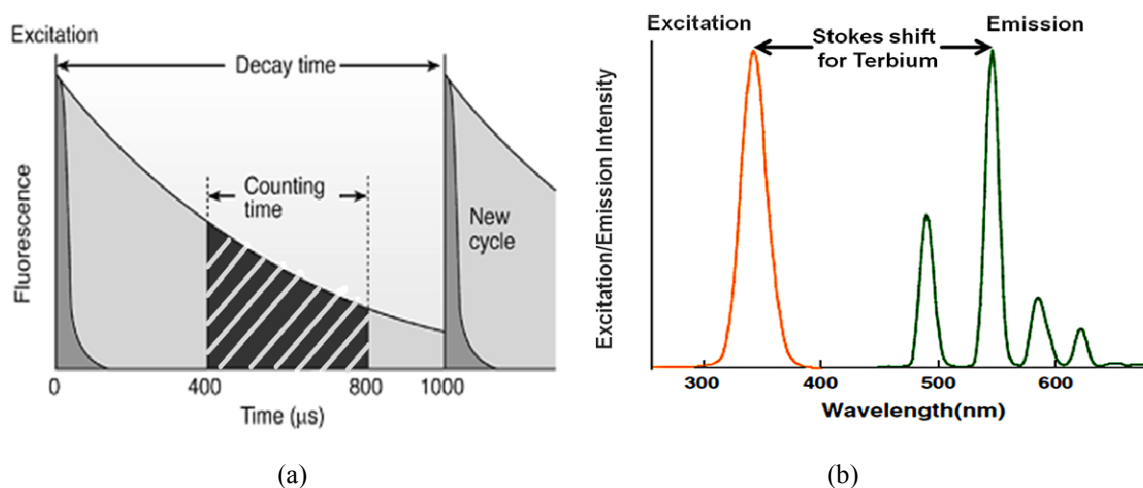 Excitation
Decay time
Counting
time
New
cycle
Fluorescence
0
400
800
1000
Time (µs)
(a)
Excitation
Emission
Stokes shift
for Terbium
Excitation/Emission Intensity
300
400
500
600
Wavelength(nm)
(b)